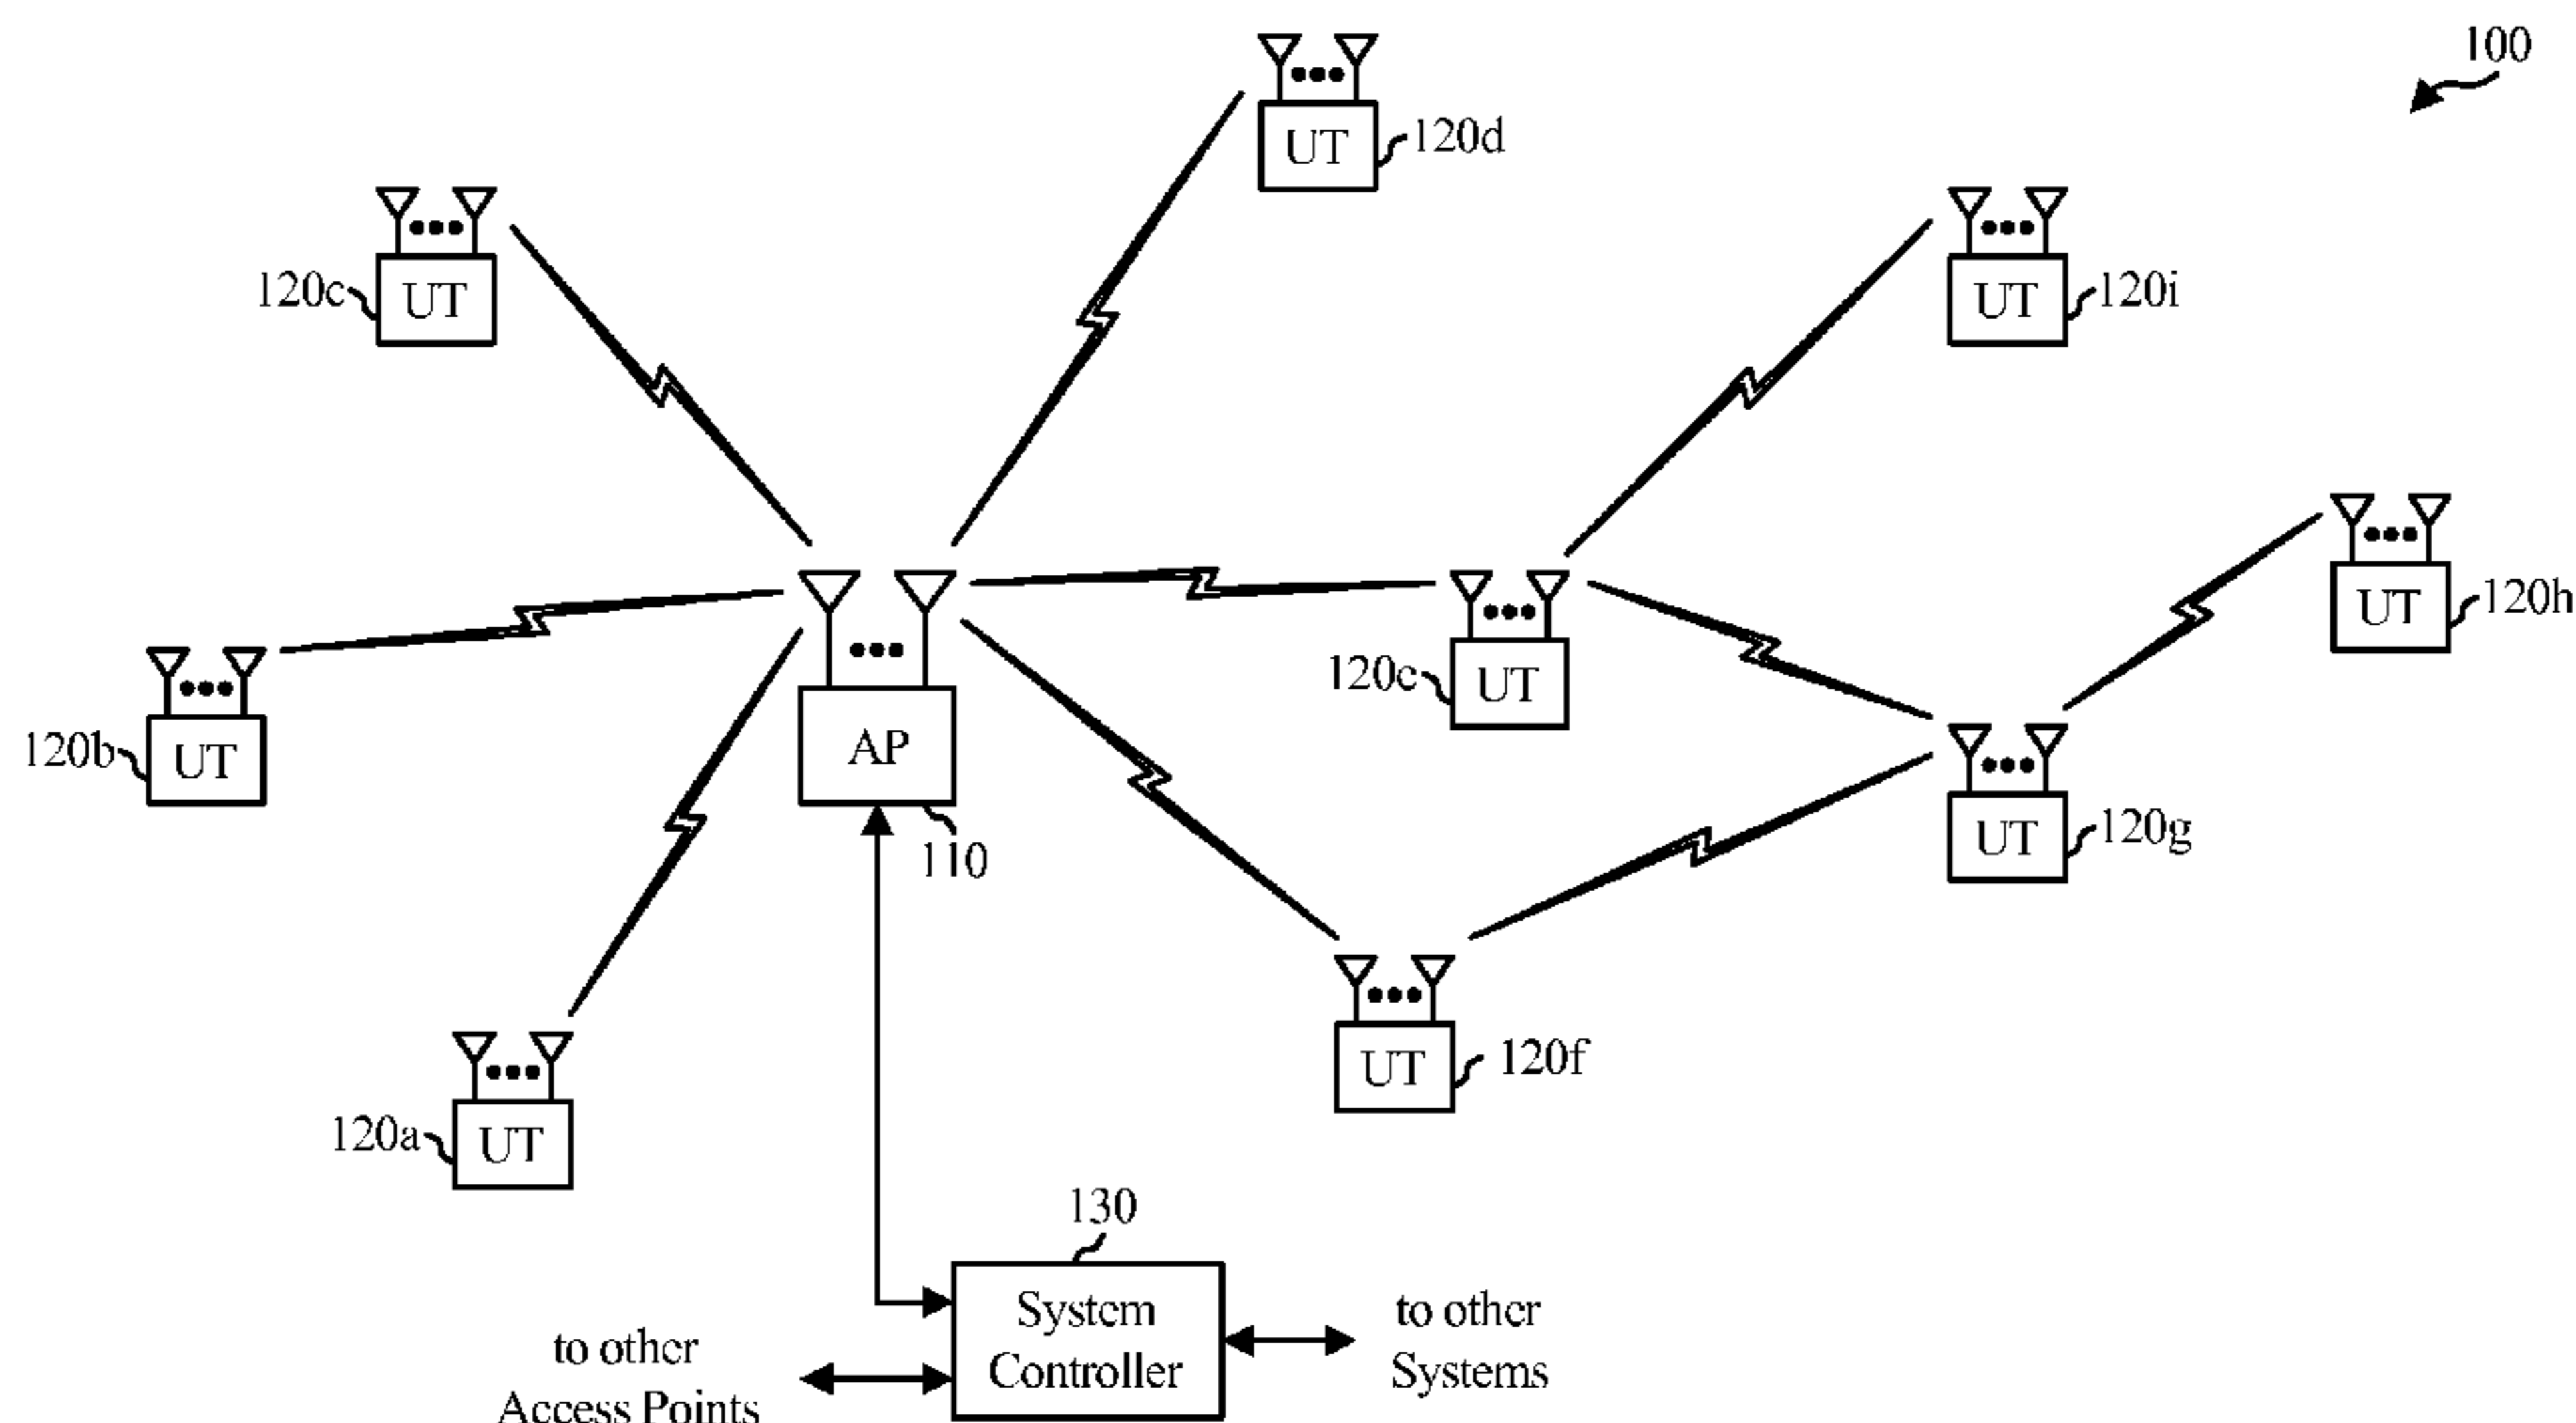 100
UT
120d
120c
UT
UT
120i
UT
120h
120e
UT
120b
UT
AP
110
UT
120g
UT
120f
120a
UT
130
System
Controller
to other
Systems
to other
Access Points